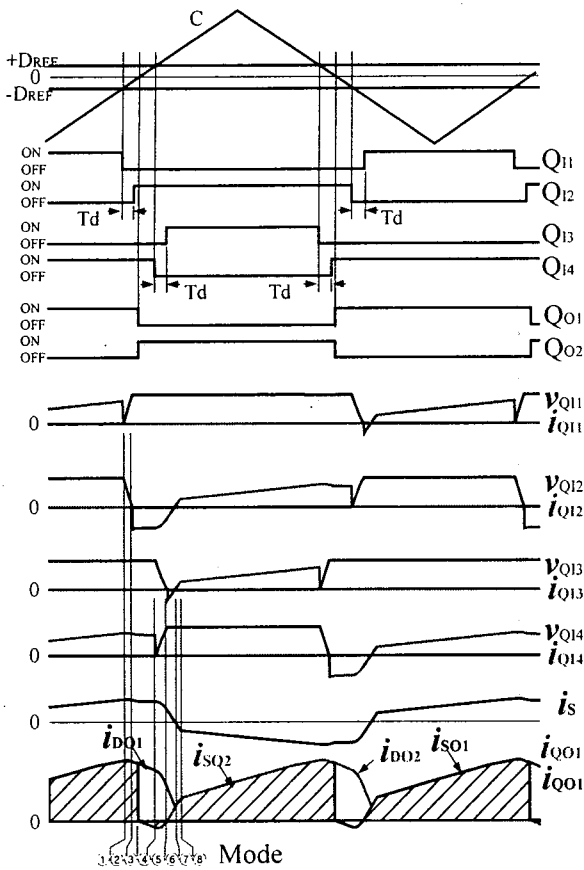 C
+DREF
0
-DREF
ON
OFF
QI1
ON
OFF
QI2
Td
Td
ON
OFF
QI3
ON
OFF
QI4
Td
Td
ON
OFF
QO1
ON
OFF
QO2
vQI1
0
iQI1
vQI2
0
iQI2
vQI3
0
iQI3
vQI4
0
iQI4
iS
0
iDO1
iSO2
iDO2
iSO1
iQO1
iQO1
0
1 2 3 4 5 6 7 8
Mode